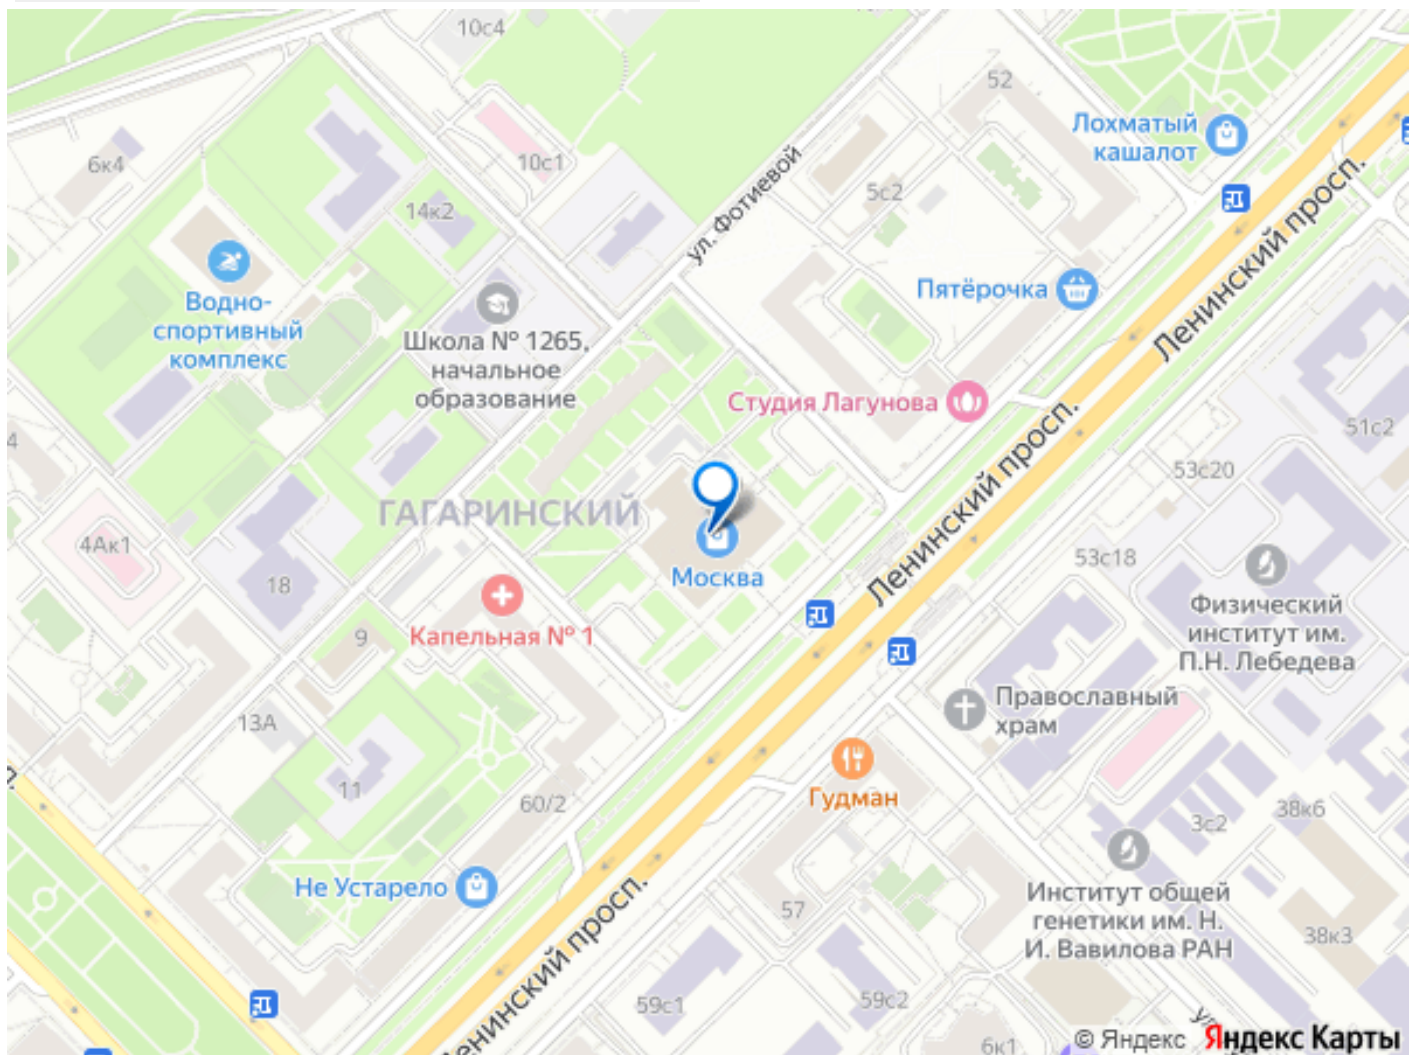 10с4
52
Лохматый
кашалот
6к4
10с1
5с2
14к2
ул. Фотиевой
Ленинский просп.
Водно-
спортивный
комплекс
Пятёрочка
Школа № 1265,
начальное
образование
Студия Лагунова
51с2
53с20
Ленинский просп.
ГАГАРИНСКИЙ
4Ак1
18
Москва
53с18
Физический
институт им.
П.Н. Лебедева
9
Капельная № 1
Православный
храм
13А
11
60/2
Гудман
3с2
38к6
Не Устарело
Институт общей
генетики им. Н.
И. Вавилова РАН
57
38к3
59с1
59с2
Ленинский просп.
6к1
© Яндекс Яндекс Карты